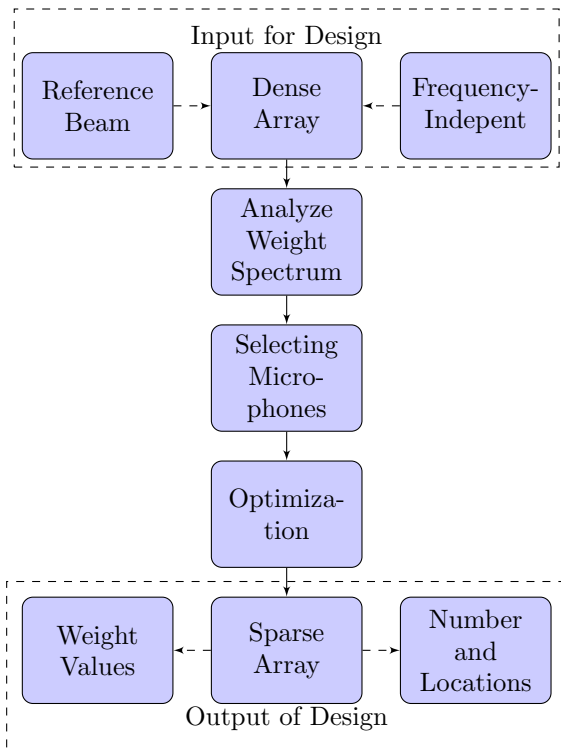 Input for Design
Reference
Beam
Dense
Array
Frequency-
Indepent
Analyze
Weight
Spectrum
Selecting
Micro-
phones
Optimiza-
tion
Weight
Values
Sparse
Array
Number
and
Locations
Output of Design